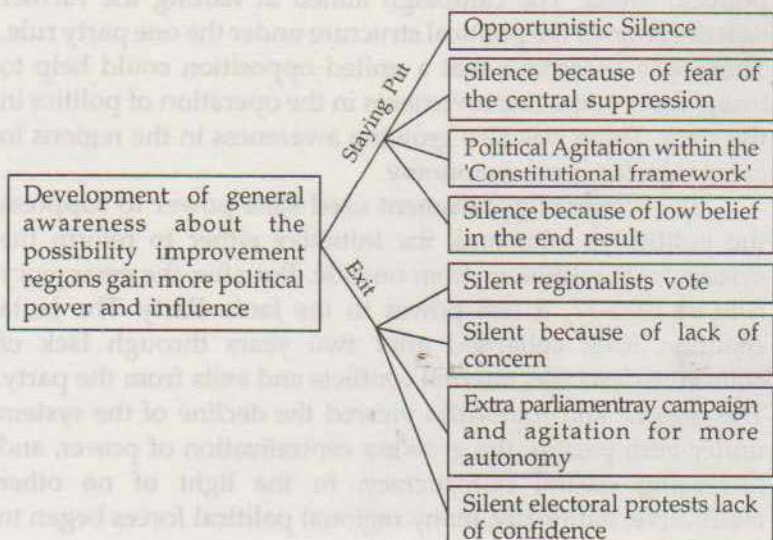 Development of general
awareness about the
possibility improvement
regions gain more political
power and influence
Staying Put
Exit
Opportunistic Silence
Silence because of fear of
the central suppression
Political Agitation within the
'Constitutional framework'
Silence because of low belief
in the end result
Silent regionalists vote
Silent because of lack of
concern
Extra parliamentray campaign
and agitation for more
autonomy
Silent electoral protests lack
of confidence